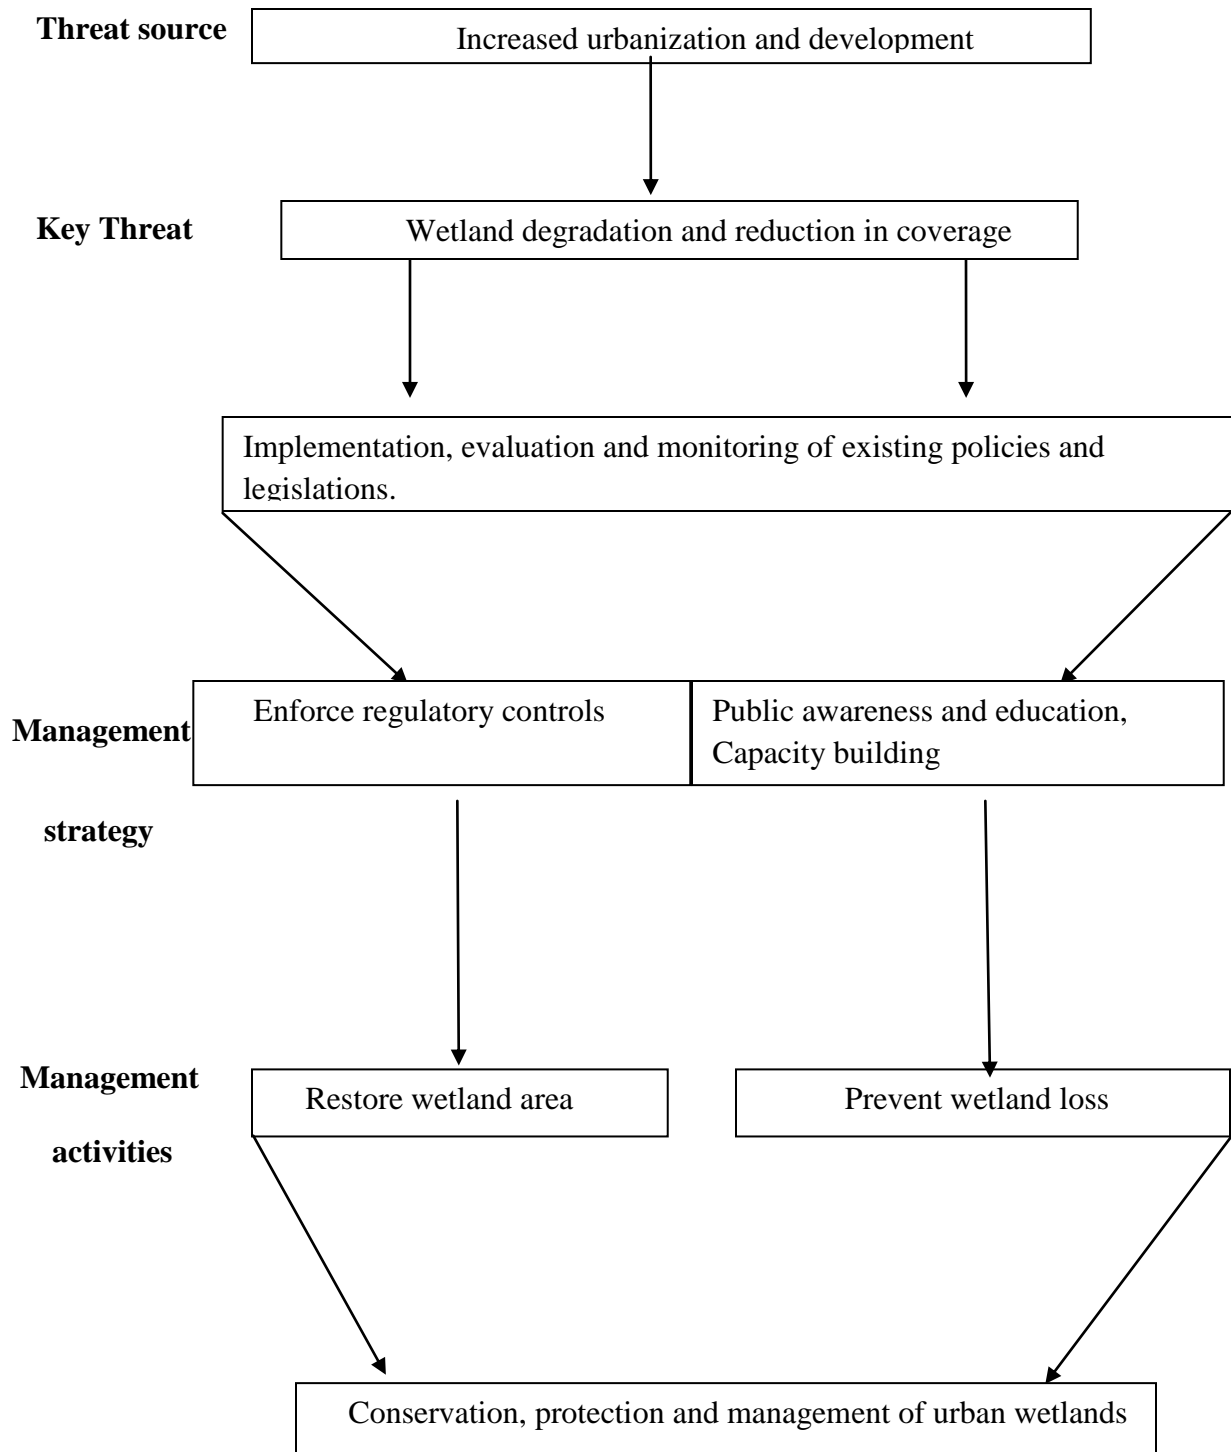 Threat source
Increased urbanization and development
Key Threat
Wetland degradation and reduction in coverage
Implementation, evaluation and monitoring of existing policies and
legislations.
Management
strategy
Enforce regulatory controls
Public awareness and education,
Capacity building
Management
activities
Restore wetland area
Prevent wetland loss
Conservation, protection and management of urban wetlands